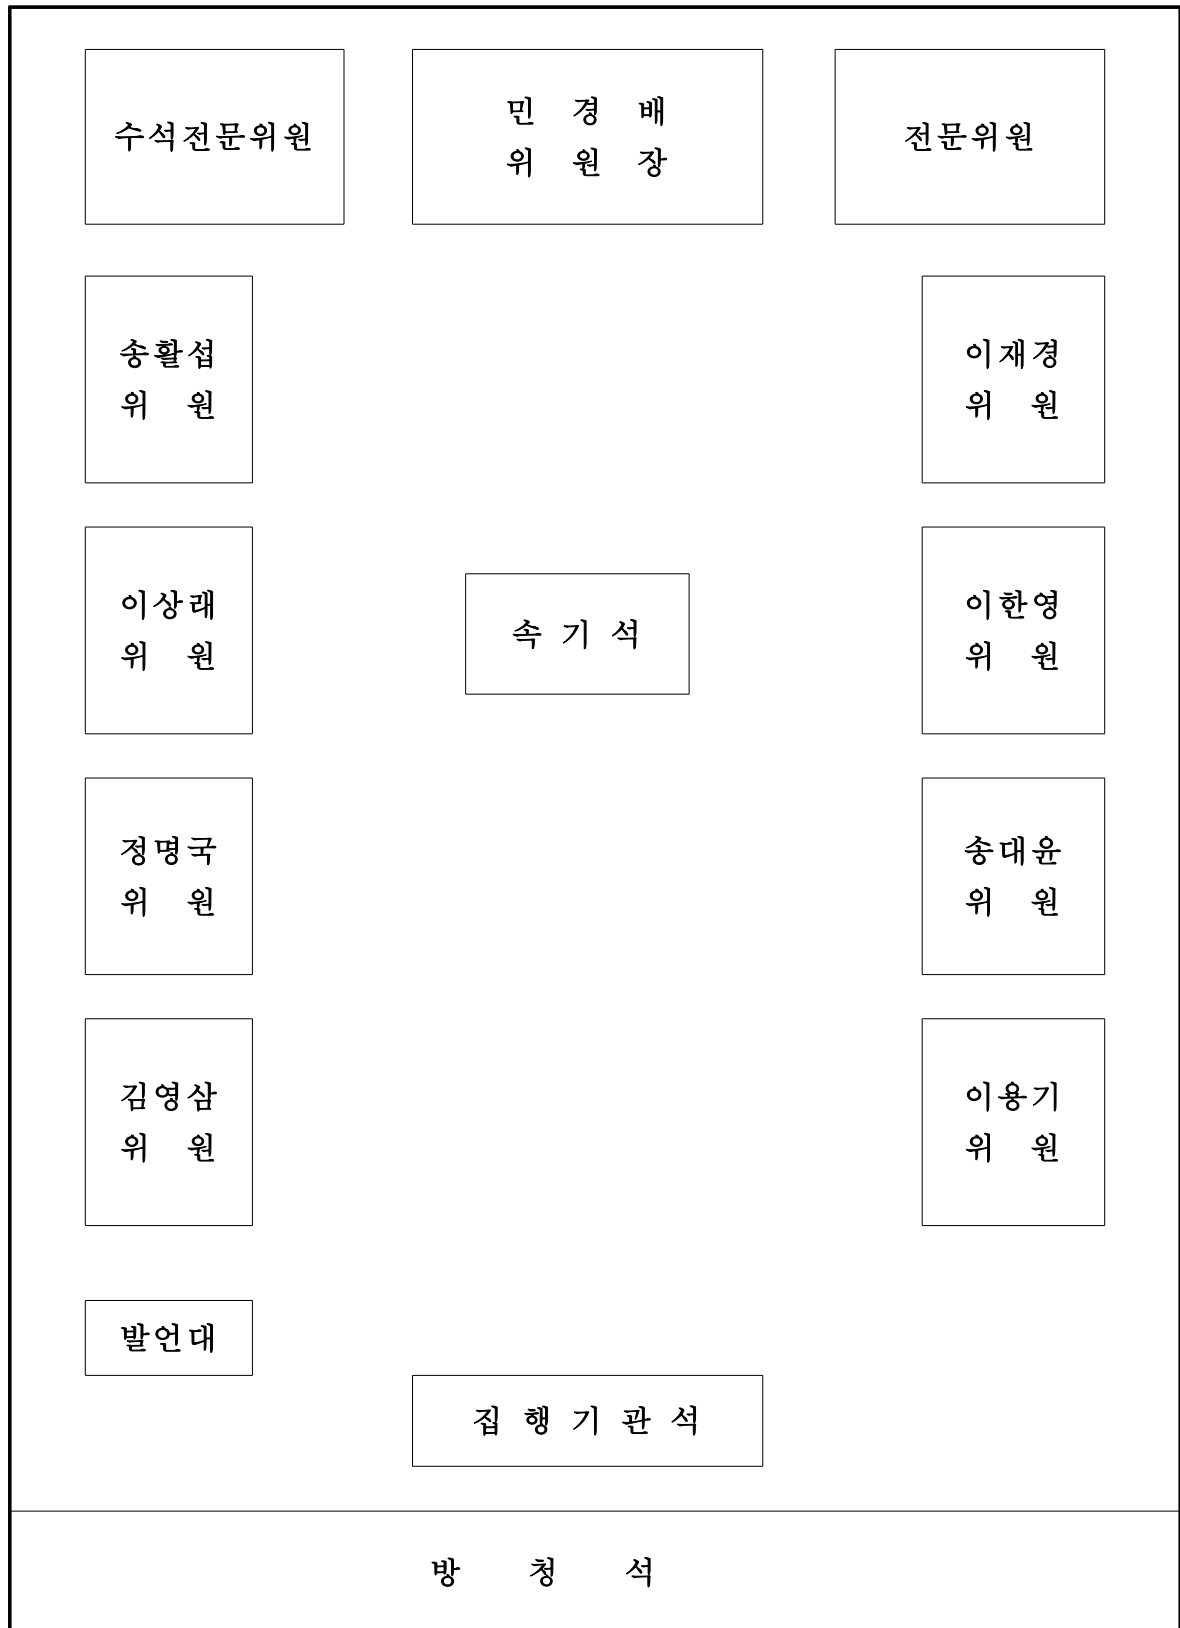 수석전문위원
민 경 배
위 원 장
전문위원
송활섭
위 원
이재경
위 원
이상래
위 원
속 기 석
이한영
위 원
정명국
위 원
송대윤
위 원
김영삼
위 원
이용기
위 원
발언대
집 행 기 관 석
방 청 석